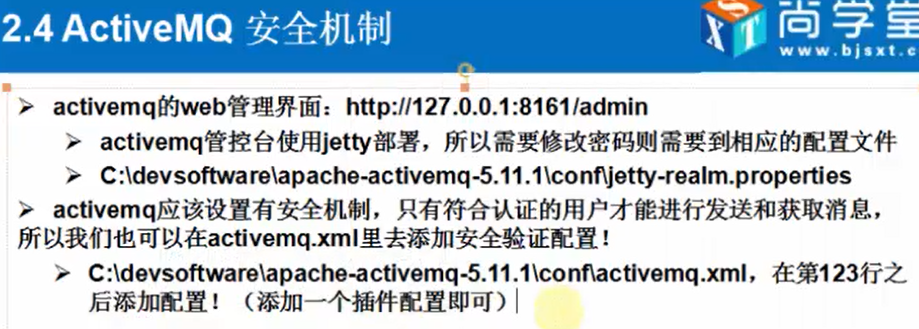 2.4 ActiveMQ 安全机制
SXT
尚学堂
www.bjsxt.c
➢ activemq的web管理界面：http://127.0.0.1:8161/admin
➢ activemq管控台使用jetty部署，所以需要修改密码则需要到相应的配置文件
➢ C:\devsoftware\apache-activemq-5.11.1\conf\jetty-realm.properties
➢ activemq应该设置有安全机制，只有符合认证的用户才能进行发送和获取消息，
所以我们也可以在activemq.xml里去添加安全验证配置！
➢ C:\devsoftware\apache-activemq-5.11.1\conf\activemq.xml，在第123行之
后添加配置！（添加一个插件配置即可）